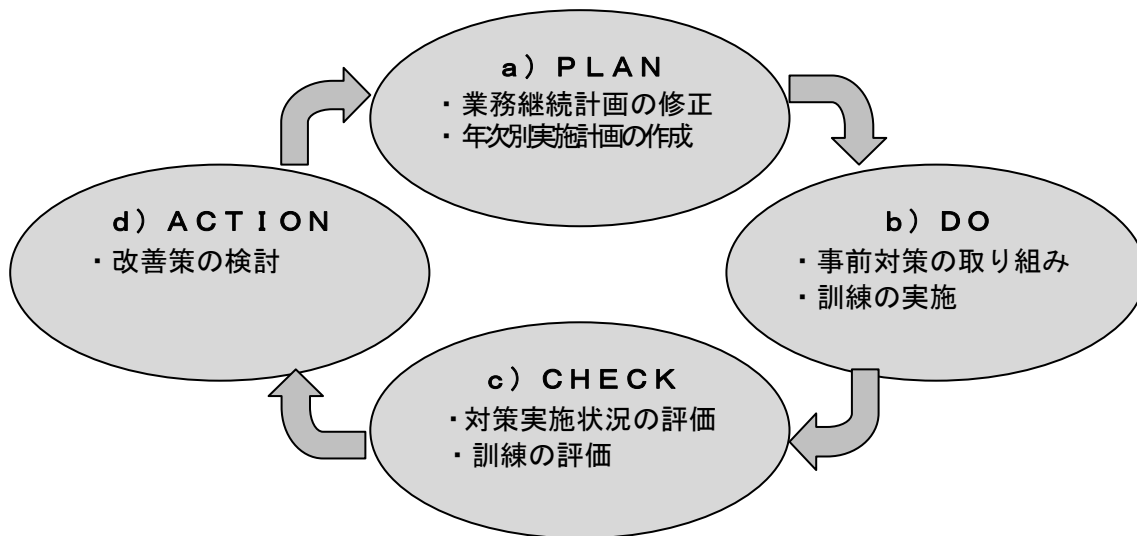 a）ＰＬＡＮ
・業務継続計画の修正
・年次別実施計画の作成
b）ＤＯ
・事前対策の取り組み
・訓練の実施
c）ＣＨＥＣＫ
・対策実施状況の評価
・訓練の評価
d）ＡＣＴＩＯＮ
・改善策の検討